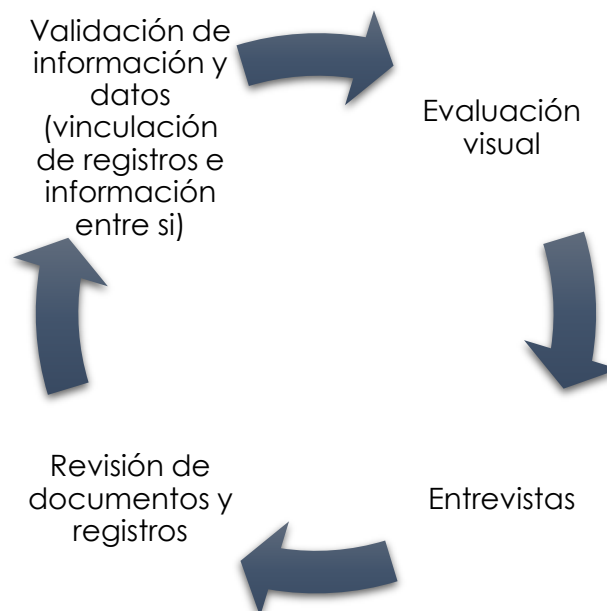 Validación de
información y
datos
(vinculación
de registros e
información
entre si)
Evaluación
visual
Entrevistas
Revisión de
documentos y
registros